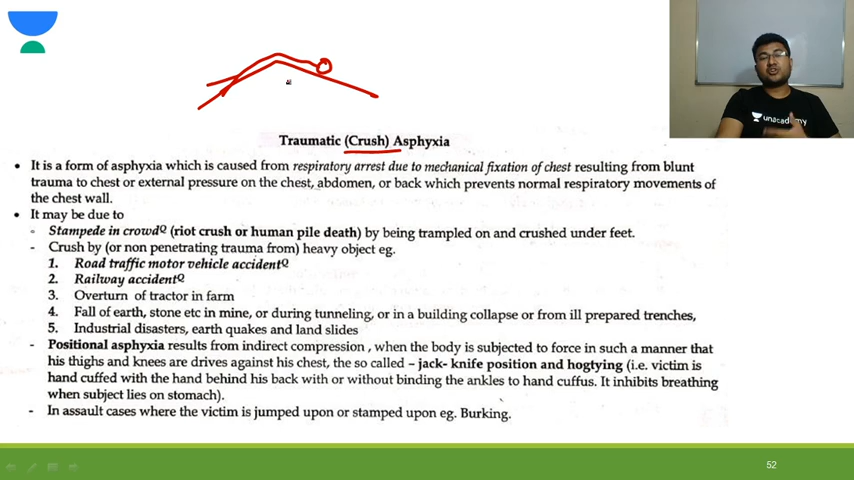 unacademy
Traumatic (Crush) Asphyxia
• It is a form of asphyxia which is caused from respiratory arrest due to mechanical fixation of chest resulting from blunt
trauma to chest or external pressure on the chest, abdomen, or back which prevents normal respiratory movements of
the chest wall.
• It may be due to
- Stampede in crowdQ (riot crush or human pile death) by being trampled on and crushed under feet.
- Crush by (or non penetrating trauma from) heavy object eg.
1. Road traffic motor vehicle accidentQ
2. Railway accidentQ
3. Overturn of tractor in farm
4. Fall of earth, stone etc in mine, or during tunneling, or in a building collapse or from ill prepared trenches,
5. Industrial disasters, earth quakes and land slides
- Positional asphyxia results from indirect compression , when the body is subjected to force in such a manner that
his thighs and knees are drives against his chest, the so called – jack- knife position and hogtying (i.e. victim is
hand cuffed with the hand behind his back with or without binding the ankles to hand cuffus. It inhibits breathing
when subject lies on stomach).
- In assault cases where the victim is jumped upon or stamped upon eg. Burking.
52